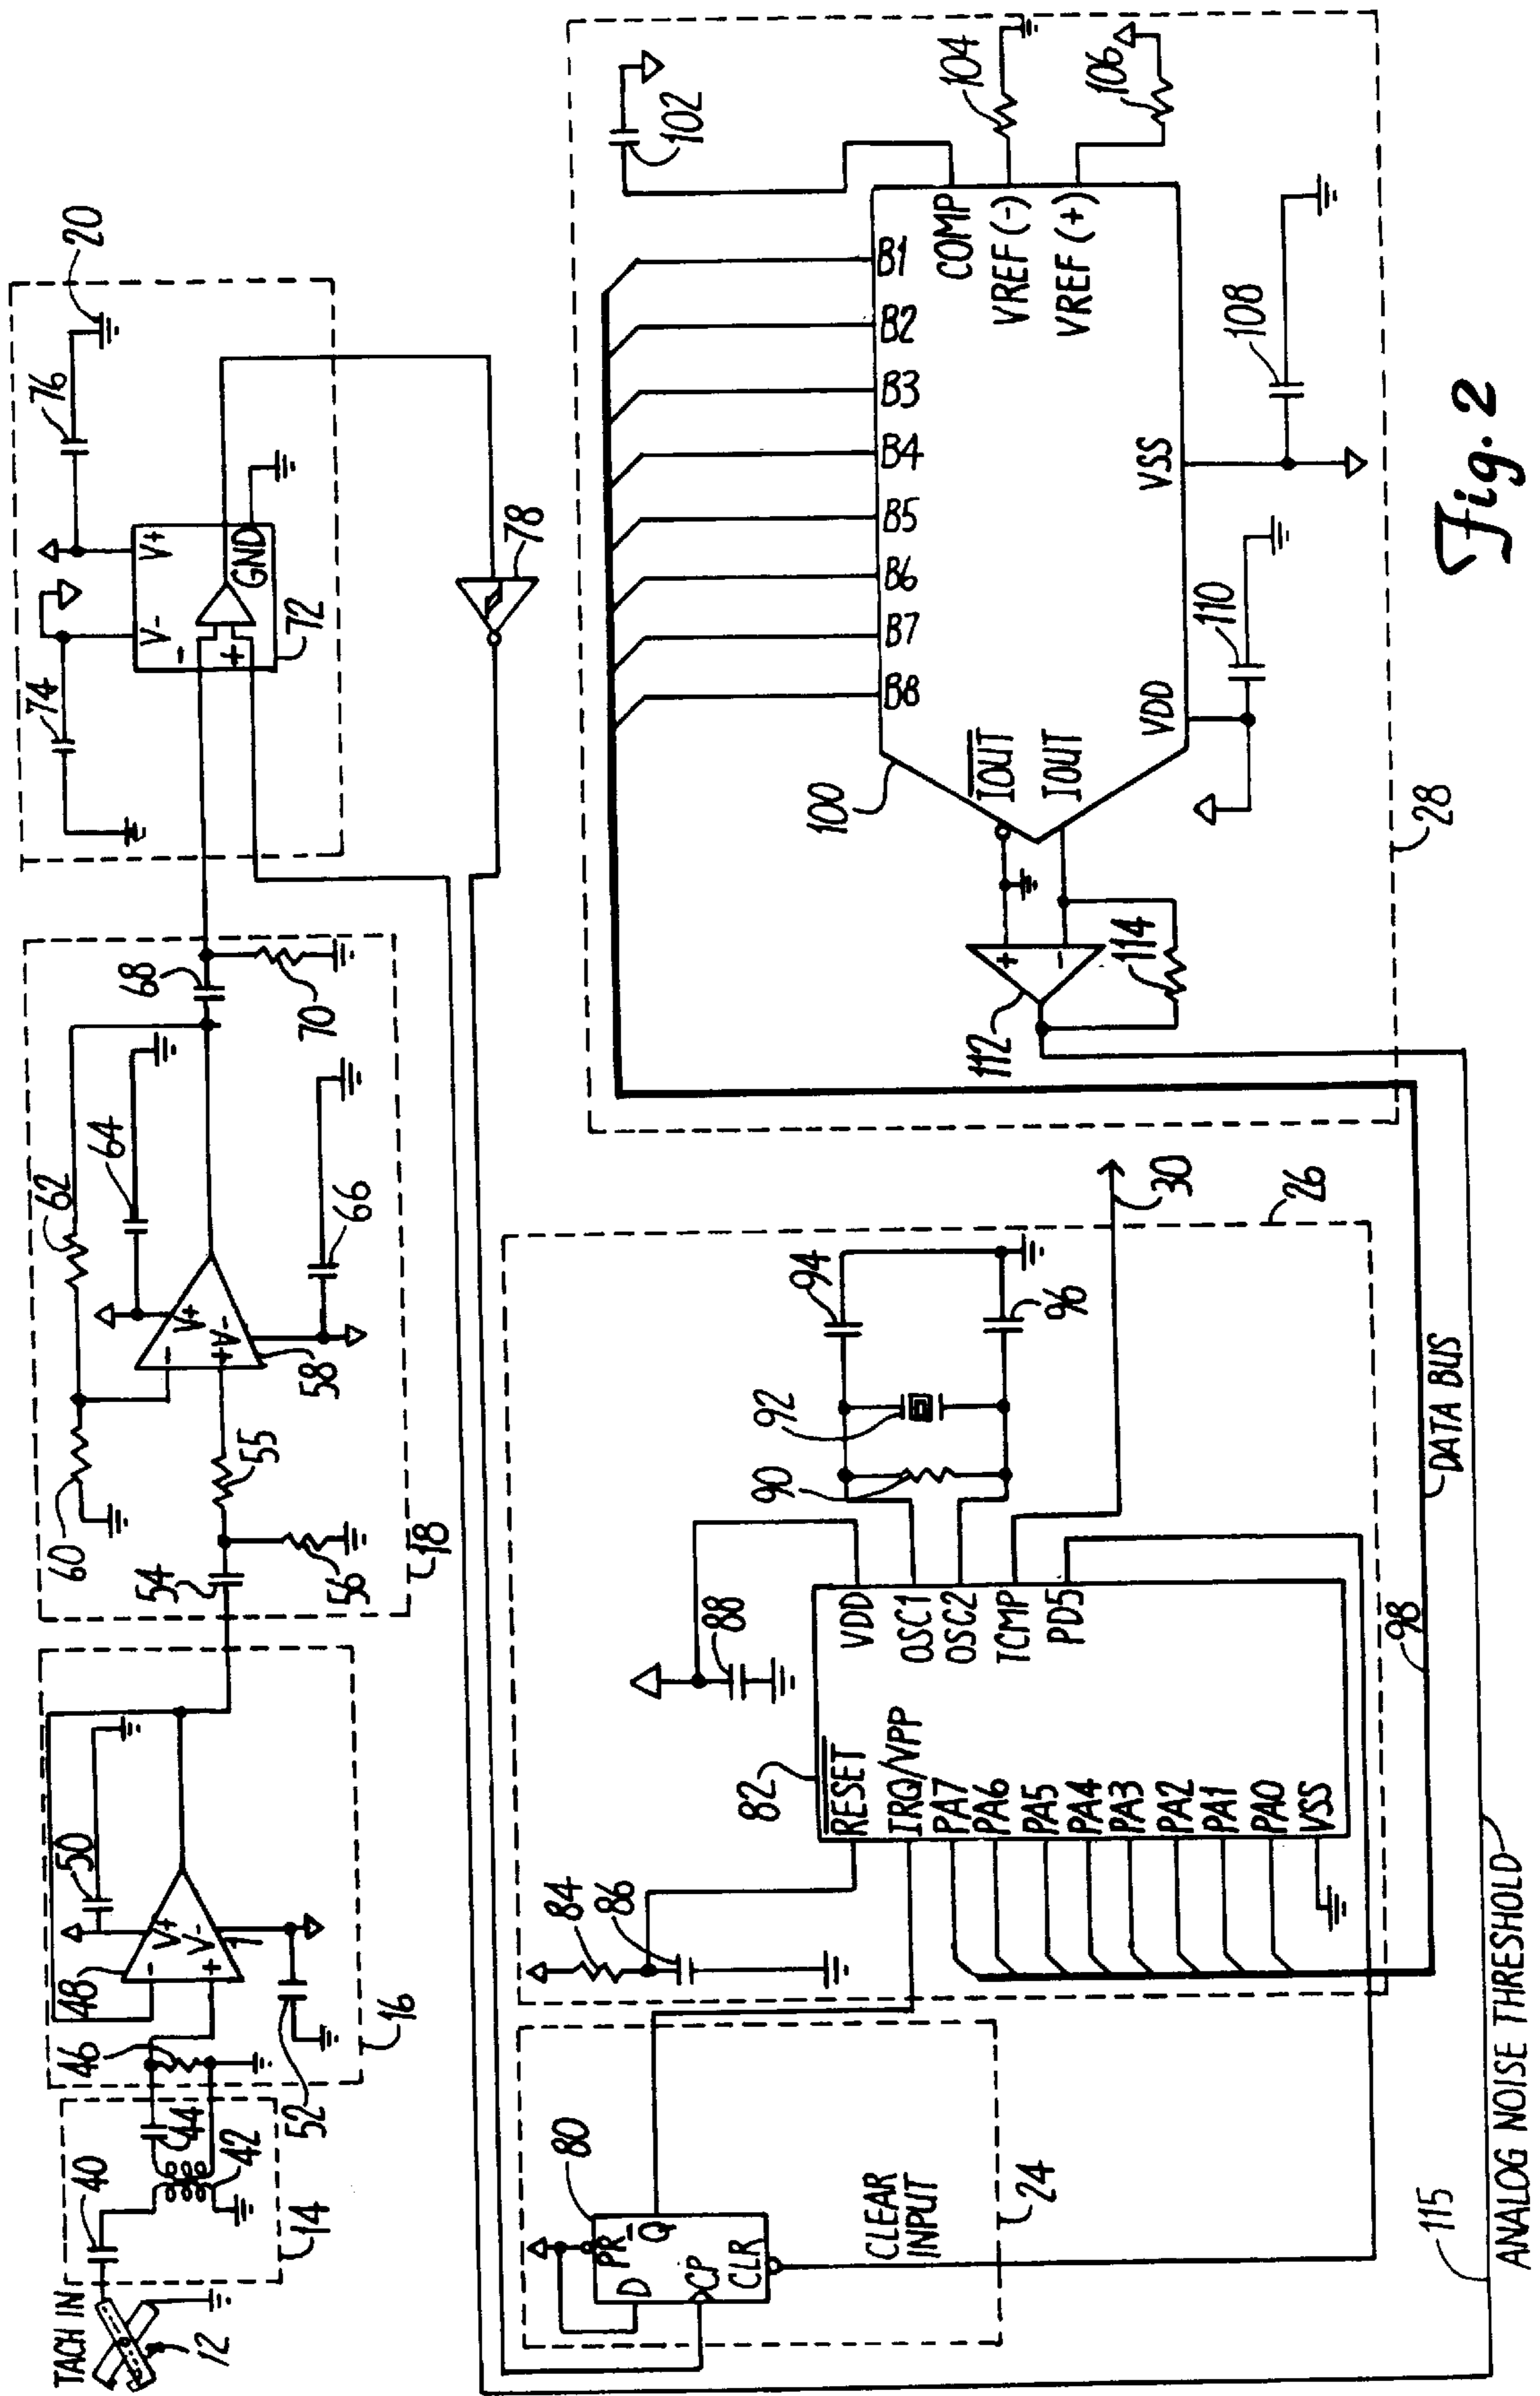 TACH IN
12
40
42
44
14
46
48
-
+
V+
V-
50
52
16
54
55
56
58
-
+
V+
V-
60
62
64
66
68
70
18
72
-
+
V-
V+
GND
74
76
20
78
80
PR
D
Q̅
CP
CLR
CLEAR
INPUT
24
82
R̅E̅S̅E̅T̅
IRQ/VPP
PA7
PA6
PA5
PA4
PA3
PA2
PA1
PA0
VSS
VDD
OSC1
OSC2
TCMP
PD5
84
86
88
90
92
94
96
30
26
98
DATA BUS
100
B8
B7
B6
B5
B4
B3
B2
B1
COMP
VREF(-)
VREF(+)
I̅O̅U̅T̅
IOUT
VDD
VSS
102
104
106
108
110
112
+
-
114
28
115
ANALOG NOISE THRESHOLD
Fig. 2